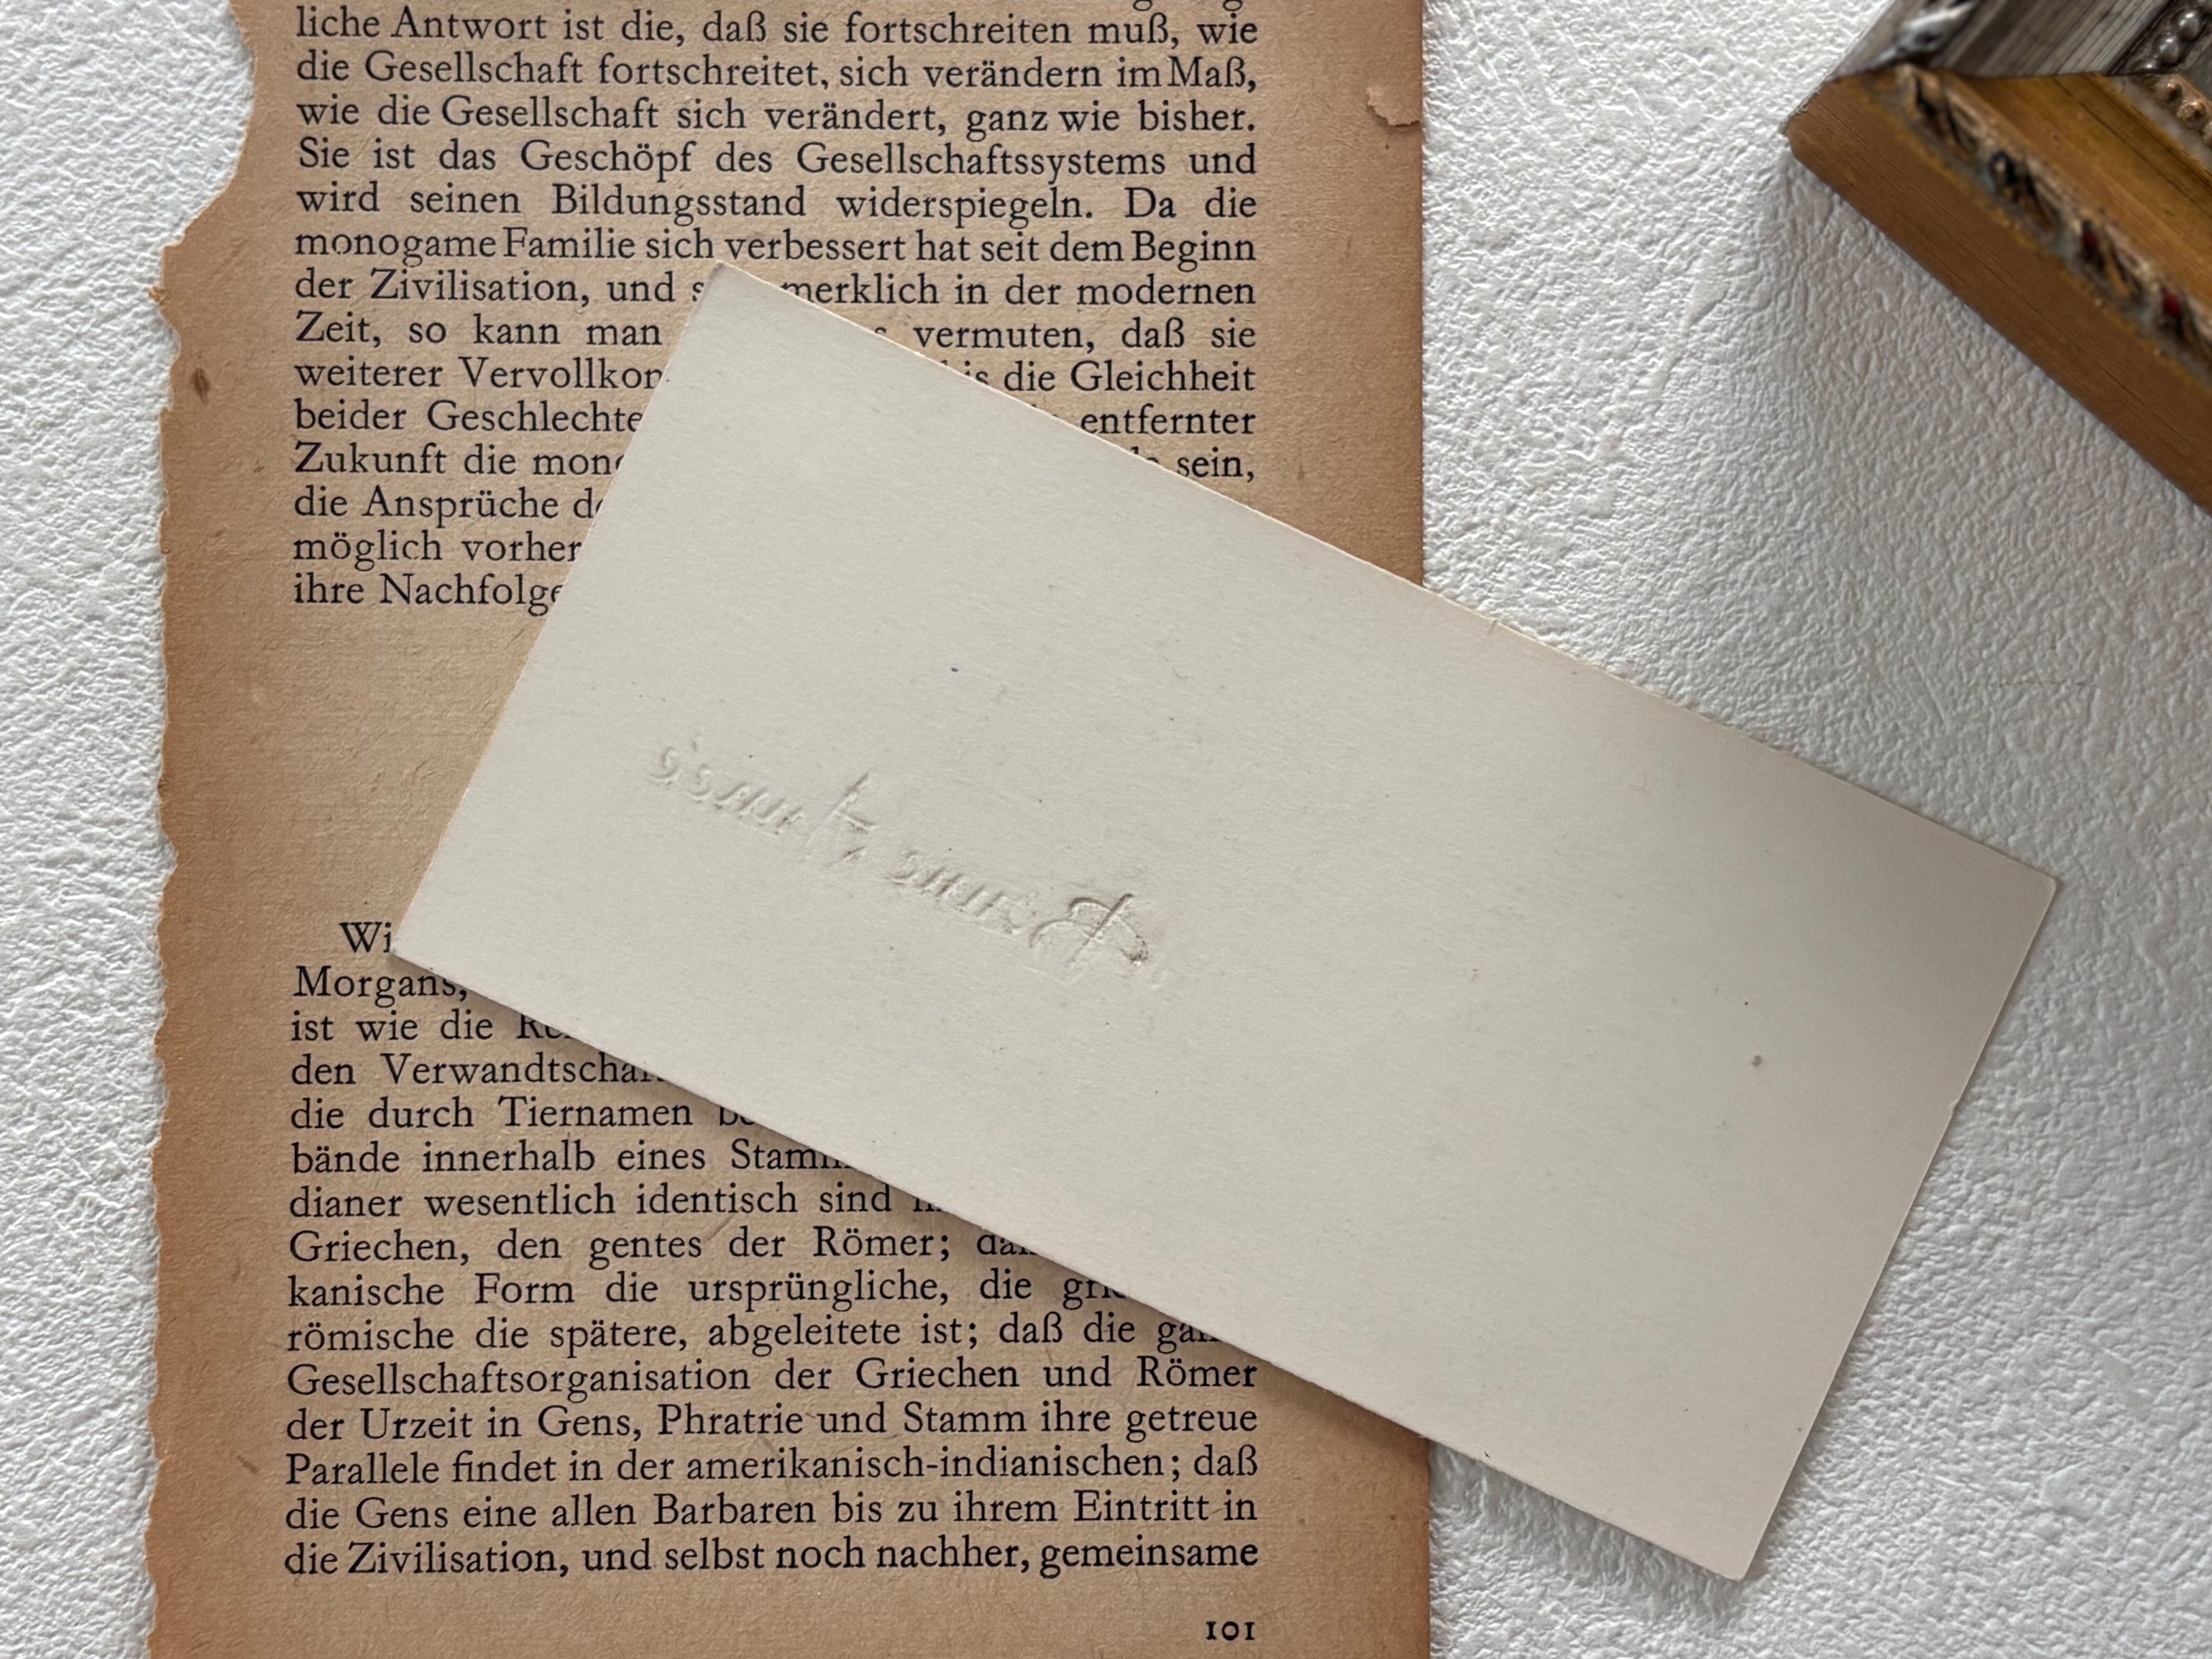 liche Antwort ist die, daß sie fortschreiten muß, wie
die Gesellschaft fortschreitet, sich verändern im Maß,
wie die Gesellschaft sich verändert, ganz wie bisher.
Sie ist das Geschöpf des Gesellschaftssystems und
wird seinen Bildungsstand widerspiegeln. Da die
monogame Familie sich verbessert hat seit dem Beginn
der Zivilisation, und merklich in der modernen
Zeit, so kann man vermuten, daß sie
weiterer die Gleichheit
beider entfernter
Zukunft die sein,
die Ansprüche
möglich
ihre
Morgans,
ist wie die
den
die durch Tiernamen
bände innerhalb eines
dianer wesentlich identisch sind
Griechen, den gentes der Römer;
kanische Form die ursprüngliche, die
römische die spätere, abgeleitete ist; daß die
Gesellschaftsorganisation der Griechen und Römer
der Urzeit in Gens, Phratrie und Stamm ihre getreue
Parallele findet in der amerikanisch-indianischen; daß
die Gens eine allen Barbaren bis zu ihrem Eintritt in
die Zivilisation, und selbst noch nachher, gemeinsame
101